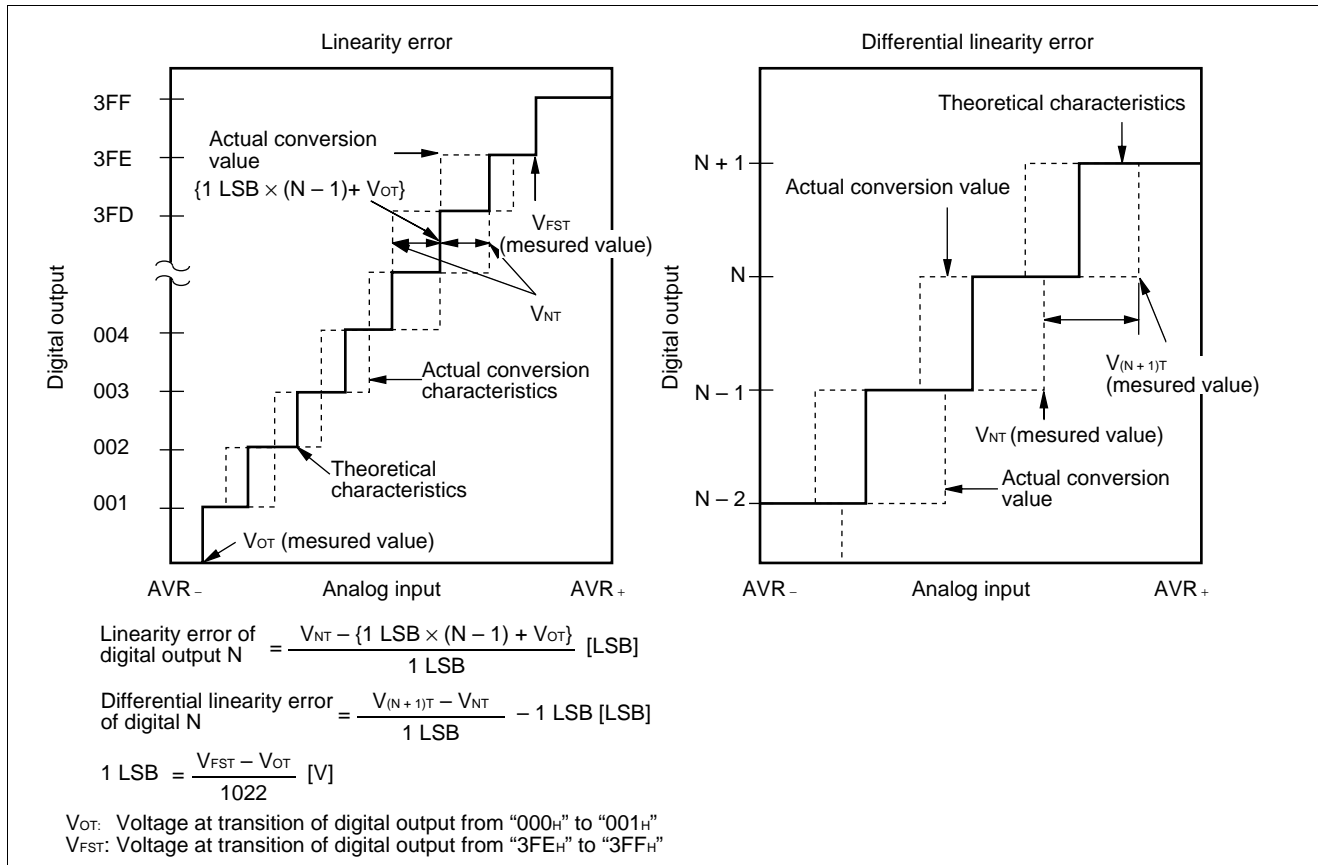 Linearity error
3FF
3FE
3FD
004
003
002
001
Digital output
Actual conversion
value
{1 LSB × (N – 1)+ VOT}
VFST
(mesured value)
VNT
Actual conversion
characteristics
Theoretical
characteristics
VOT (mesured value)
AVR –
Analog input
AVR +
Differential linearity error
Theoretical characteristics
N + 1
Actual conversion value
N
Digital output
V(N + 1)T
(mesured value)
N – 1
VNT (mesured value)
Actual conversion
value
N – 2
AVR –
Analog input
AVR +
Linearity error of
digital output N
= VNT – {1 LSB × (N – 1) + VOT}
1 LSB
[LSB]
Differential linearity error
of digital N
= V(N + 1)T – VNT
1 LSB
– 1 LSB [LSB]
1 LSB = VFST – VOT
1022
[V]
VOT: Voltage at transition of digital output from “000H” to “001H”
VFST: Voltage at transition of digital output from “3FEH” to “3FFH”